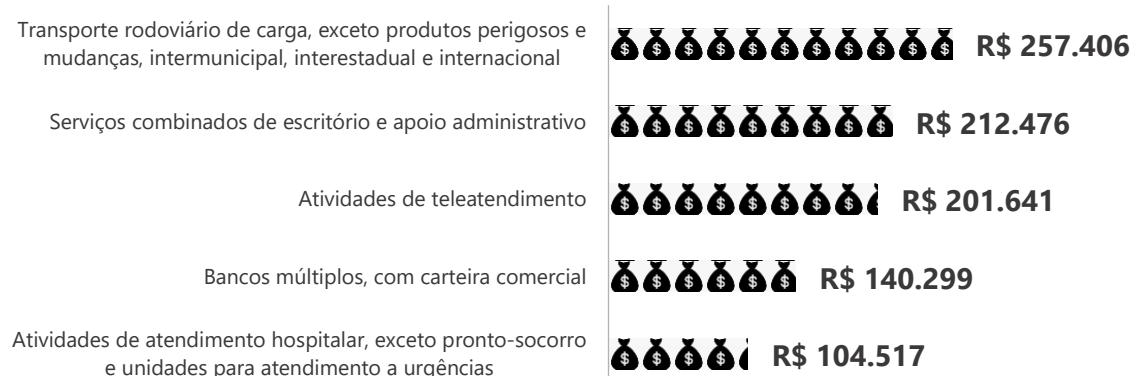 Transporte rodoviário de carga, exceto produtos perigosos e
mudanças, intermunicipal, interestadual e internacional
R$ 257.406
Serviços combinados de escritório e apoio administrativo
R$ 212.476
Atividades de teleatendimento
R$ 201.641
Bancos múltiplos, com carteira comercial
R$ 140.299
Atividades de atendimento hospitalar, exceto pronto-socorro
e unidades para atendimento a urgências
R$ 104.517